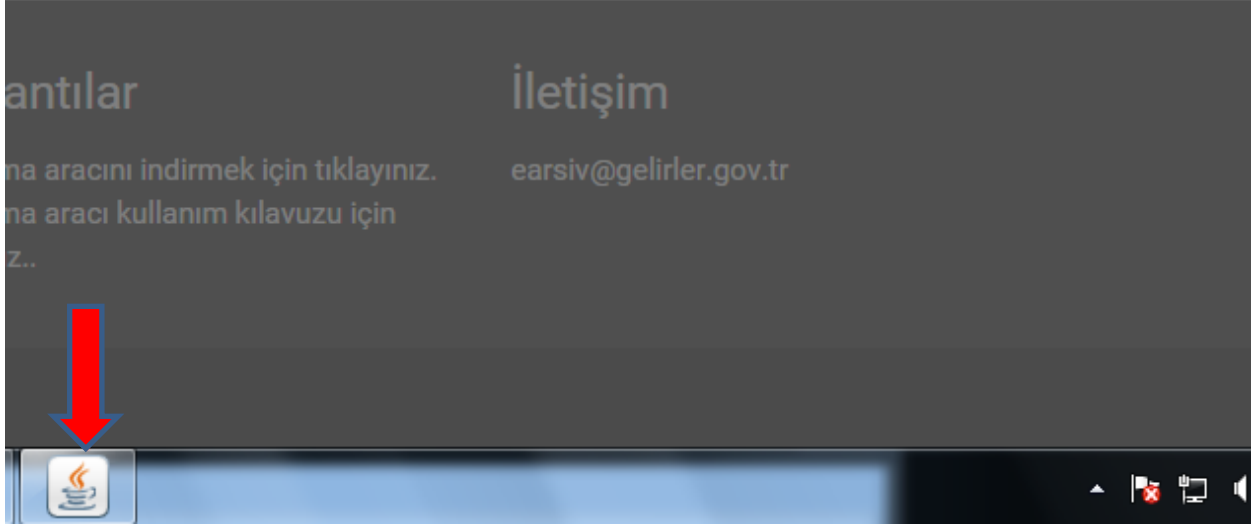 antılar
ma aracını indirmek için tıklayınız.
ma aracı kullanım kılavuzu için
z..
İletişim
earsiv@gelirler.gov.tr